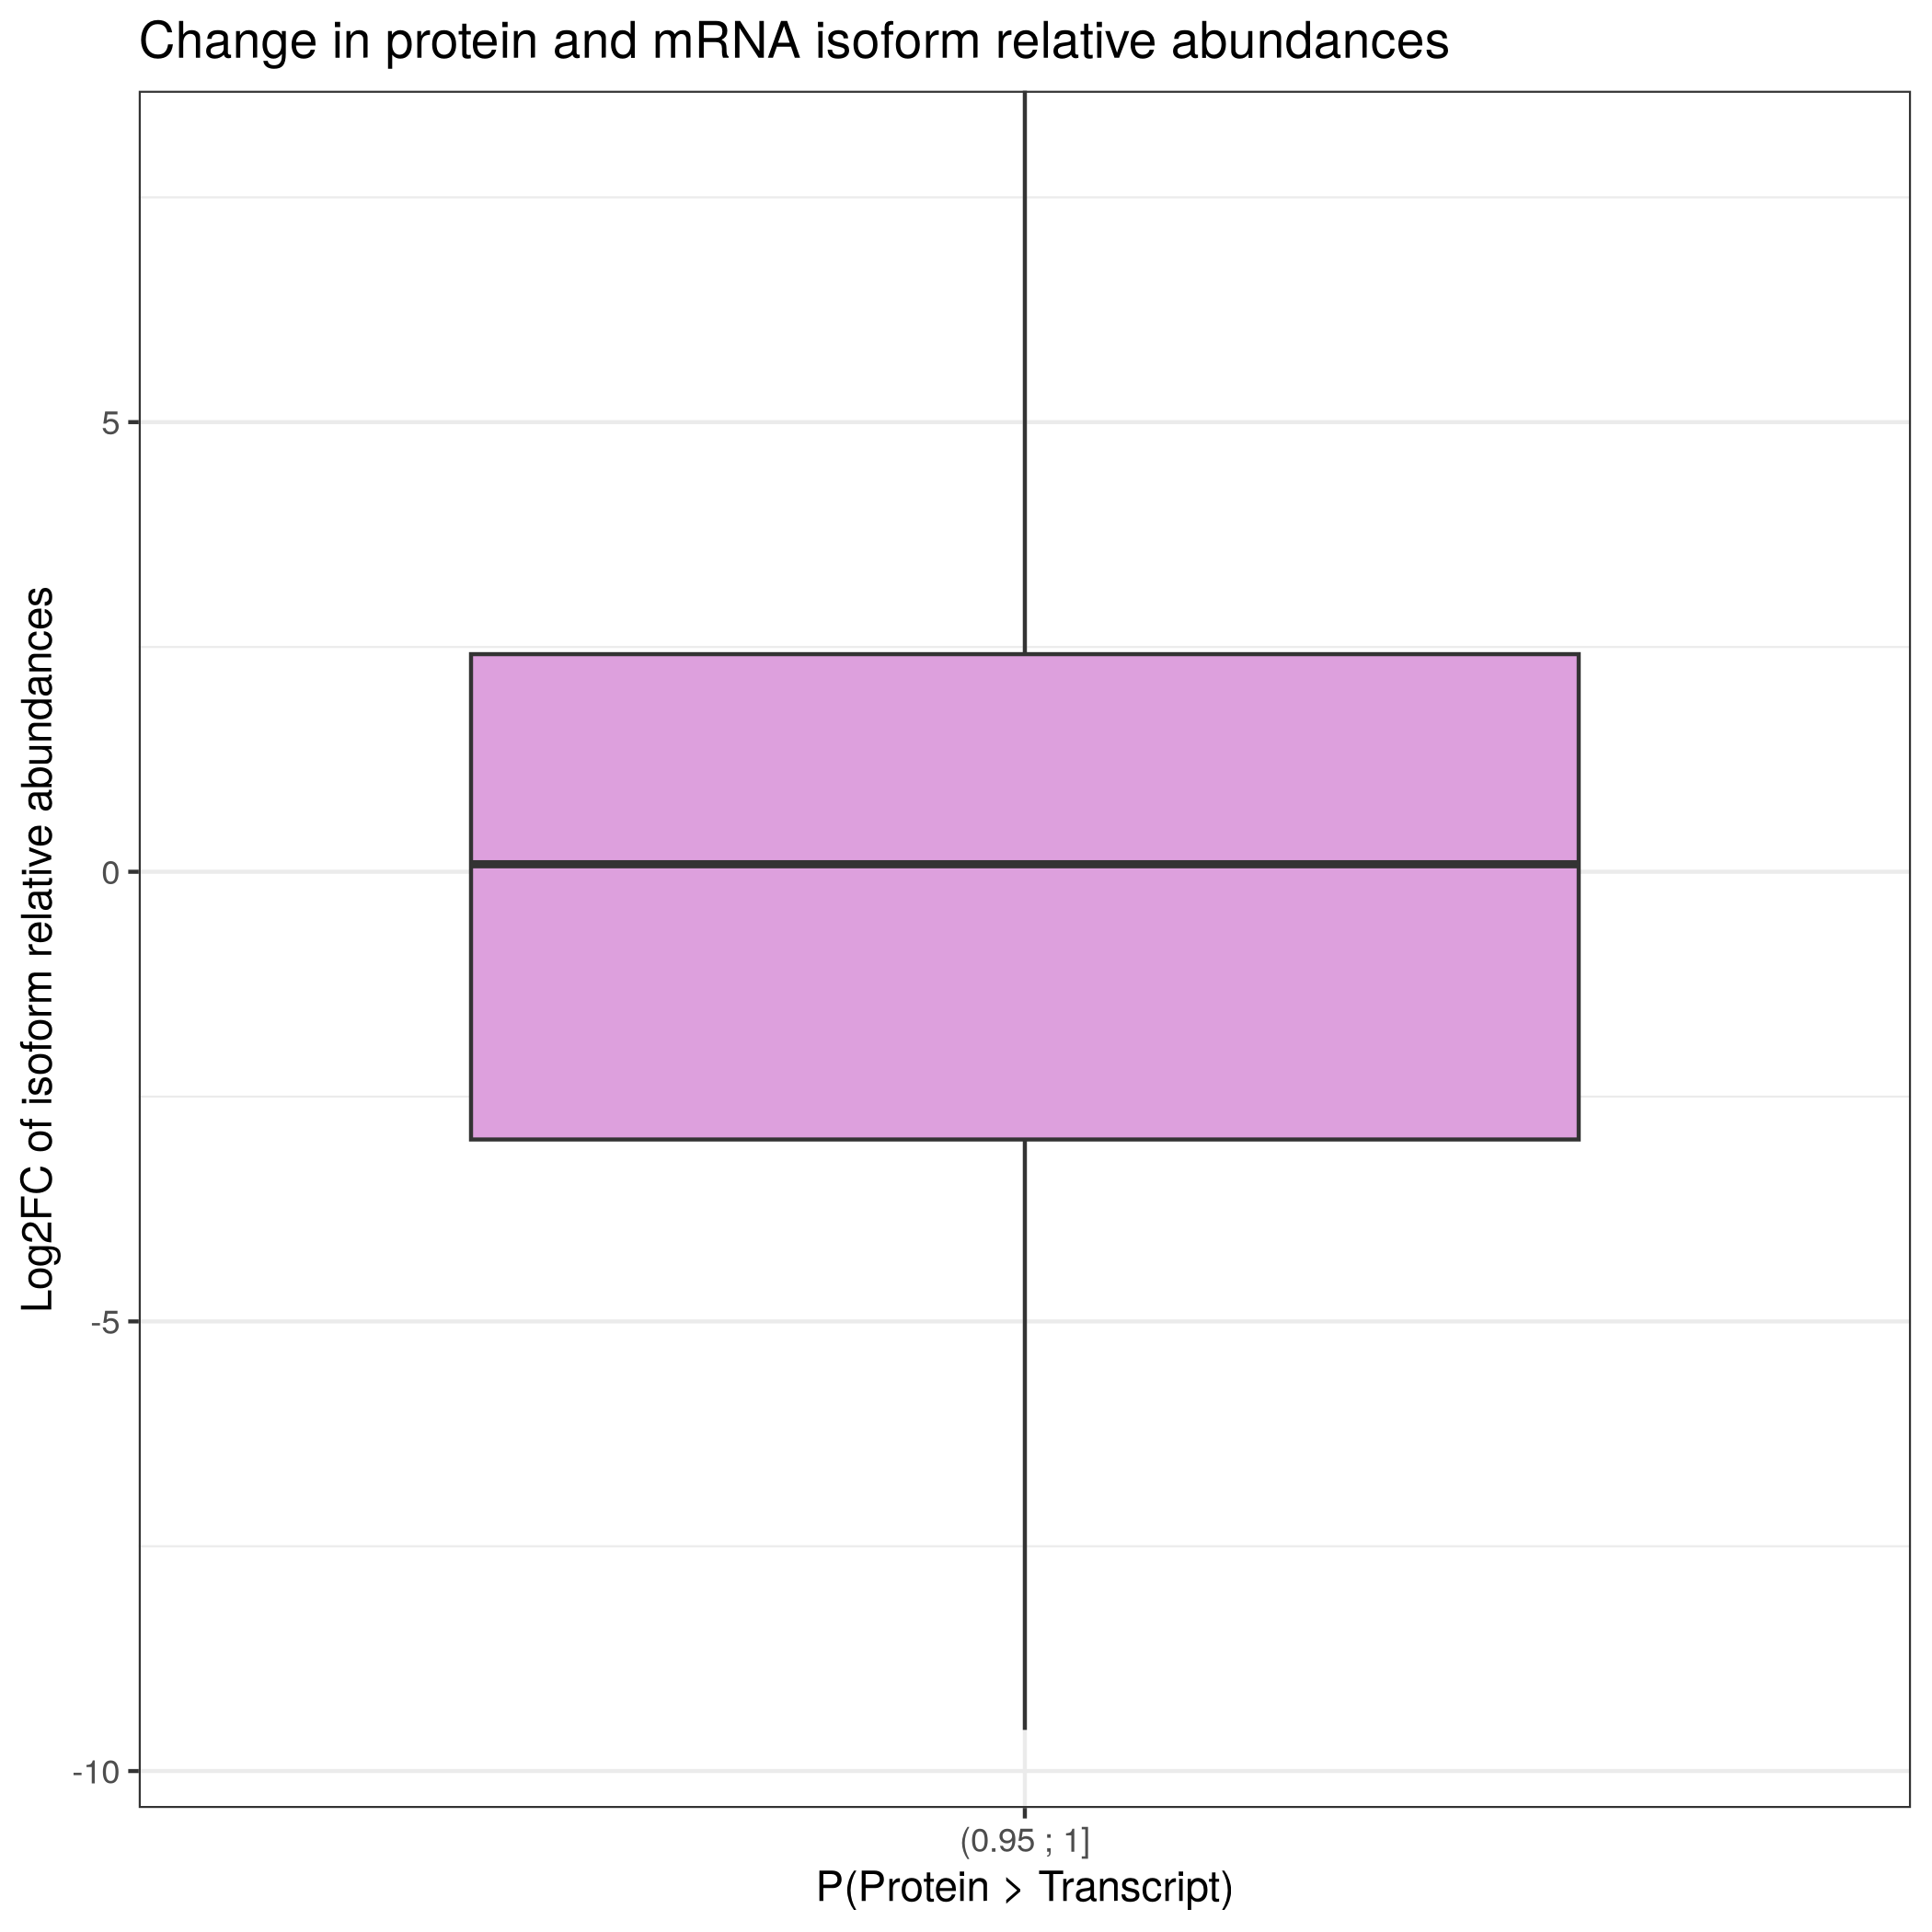 Change in protein and mRNA isoform relative abundances
Log2FC of isoform relative abundances
5
0
-5
-10
(0.95 ; 1]
P(Protein > Transcript)